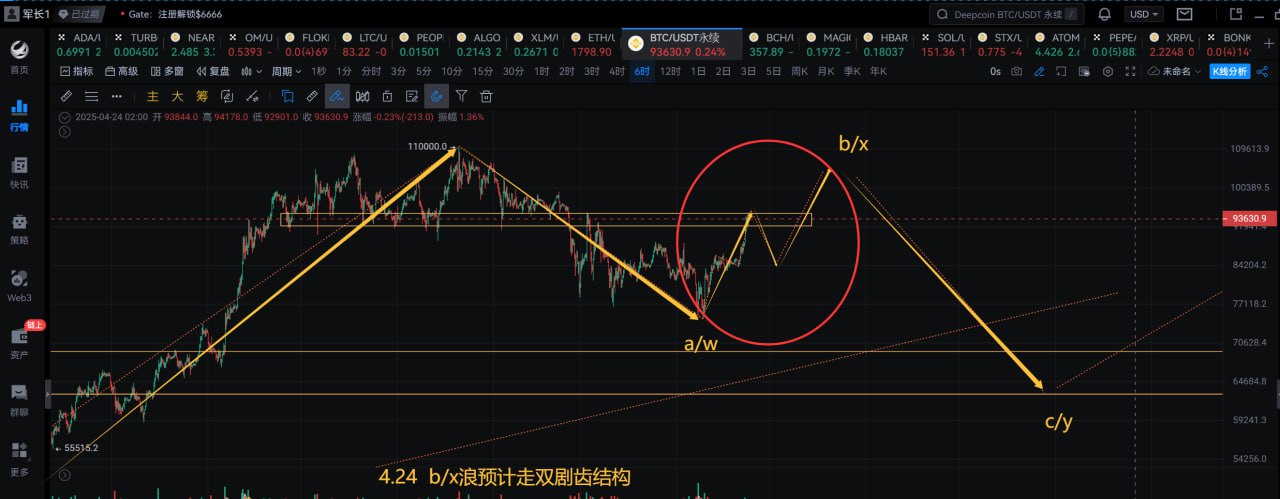 军长1 已过期 • Gate: 注册解锁$6666 Deepcoin BTC/USDT 永续 / USD
ADA/U TURB NEAR OM/U FLOKI LTC/U PEOPI ALGO XLM/U ETH/U BTC/USDT永续 BCH/U MAGIC HBAR SOL/U STX/U ATOM PEPE/ XRP/U BONK
0.6991 2 0.004502 2.485 3.3 0.5393 -4 0.0(4)697 83.22 -0 0.01501 0.2143 2 0.2671 0 1798.90 93630.9 0.24% 357.89 - 0.1972 - 0.18037 151.36 1 0.775 -4 4.426 2.6 0.0(5)88 2.2248 0 0.0(4)14
首页
指标 高级 多窗 复盘 周期 1秒 1分 分时 3分 5分 10分 15分 30分 1时 2时 3时 4时 6时 12时 1日 2日 3日 5日 周K 月K 季K 年K 0s 未命名 K线分析
主 大 筹
行情
2025-04-24 02:00 开 93844.0 高 94178.0 低 92901.0 收 93630.9 涨幅 -0.23%(-213.0) 振幅 1.36%
快讯
策略
Web3
链上
资产
群聊
更多
110000.0
b/x
109613.9
100389.5
93630.9
91941.4
84204.2
77118.2
a/w
70628.4
64684.8
c/y
59241.3
55515.2
54256.0
4.24 b/x浪预计走双剧齿结构